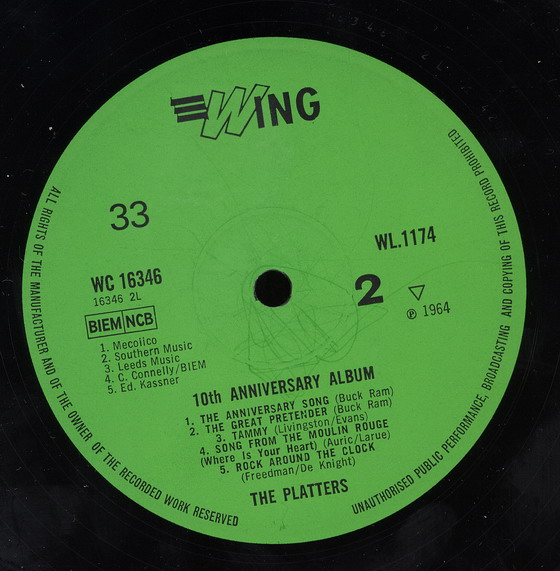 WING
33
WL.1174
WC 16346
16346 2L
2
BIEM NCB
℗ 1964
1. Mecolico
2. Southern Music
3. Leeds Music
4. C. Connelly/BIEM
5. Ed. Kassner
10th ANNIVERSARY ALBUM
1. THE ANNIVERSARY SONG (Buck Ram)
2. THE GREAT PRETENDER (Buck Ram)
3. TAMMY (Livingston/Evans)
4. SONG FROM THE MOULIN ROUGE
(Where Is Your Heart) (Auric/Larue)
5. ROCK AROUND THE CLOCK
(Freedman/De Knight)
THE PLATTERS
ALL RIGHTS OF THE MANUFACTURER AND OF THE OWNER OF THE RECORDED WORK RESERVED
UNAUTHORISED PUBLIC PERFORMANCE, BROADCASTING AND COPYING OF THIS RECORD PROHIBITED